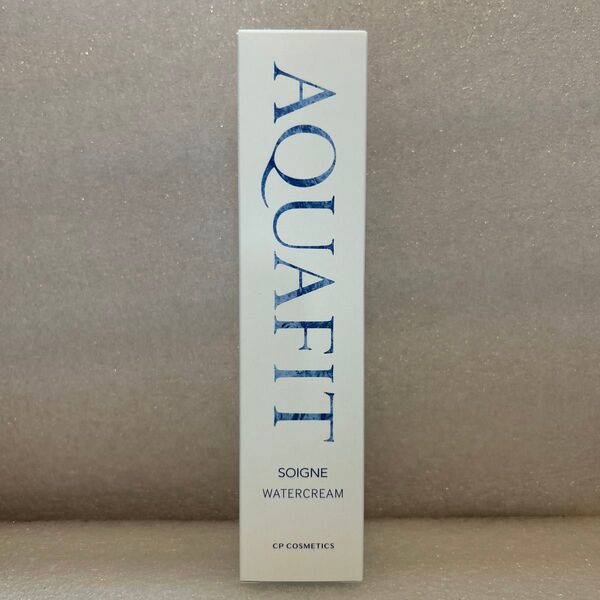 AQUAFIT
SOIGNE
WATERCREAM
CP COSMETICS